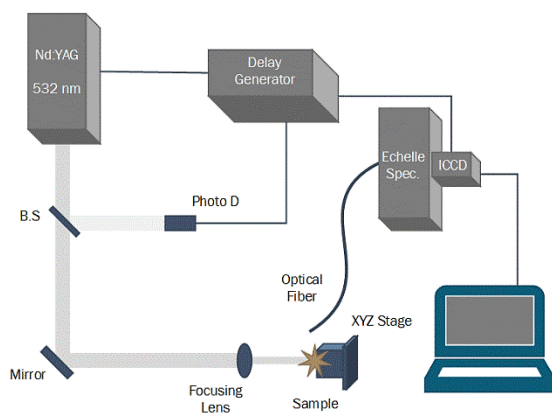 Nd:YAG
532 nm
Delay
Generator
Echelle
Spec.
ICCD
B.S
Photo D
Optical
Fiber
XYZ Stage
Mirror
Focusing
Lens
Sample